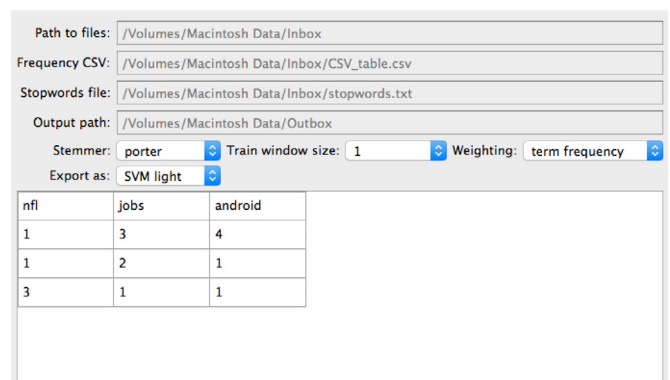 Path to files: /Volumes/Macintosh Data/Inbox
Frequency CSV: /Volumes/Macintosh Data/Inbox/CSV_table.csv
Stopwords file: /Volumes/Macintosh Data/Inbox/stopwords.txt
Output path: /Volumes/Macintosh Data/Outbox
Stemmer: porter Train window size: 1 Weighting: term frequency
Export as: SVM light
nfl jobs android
1 3 4
1 2 1
3 1 1